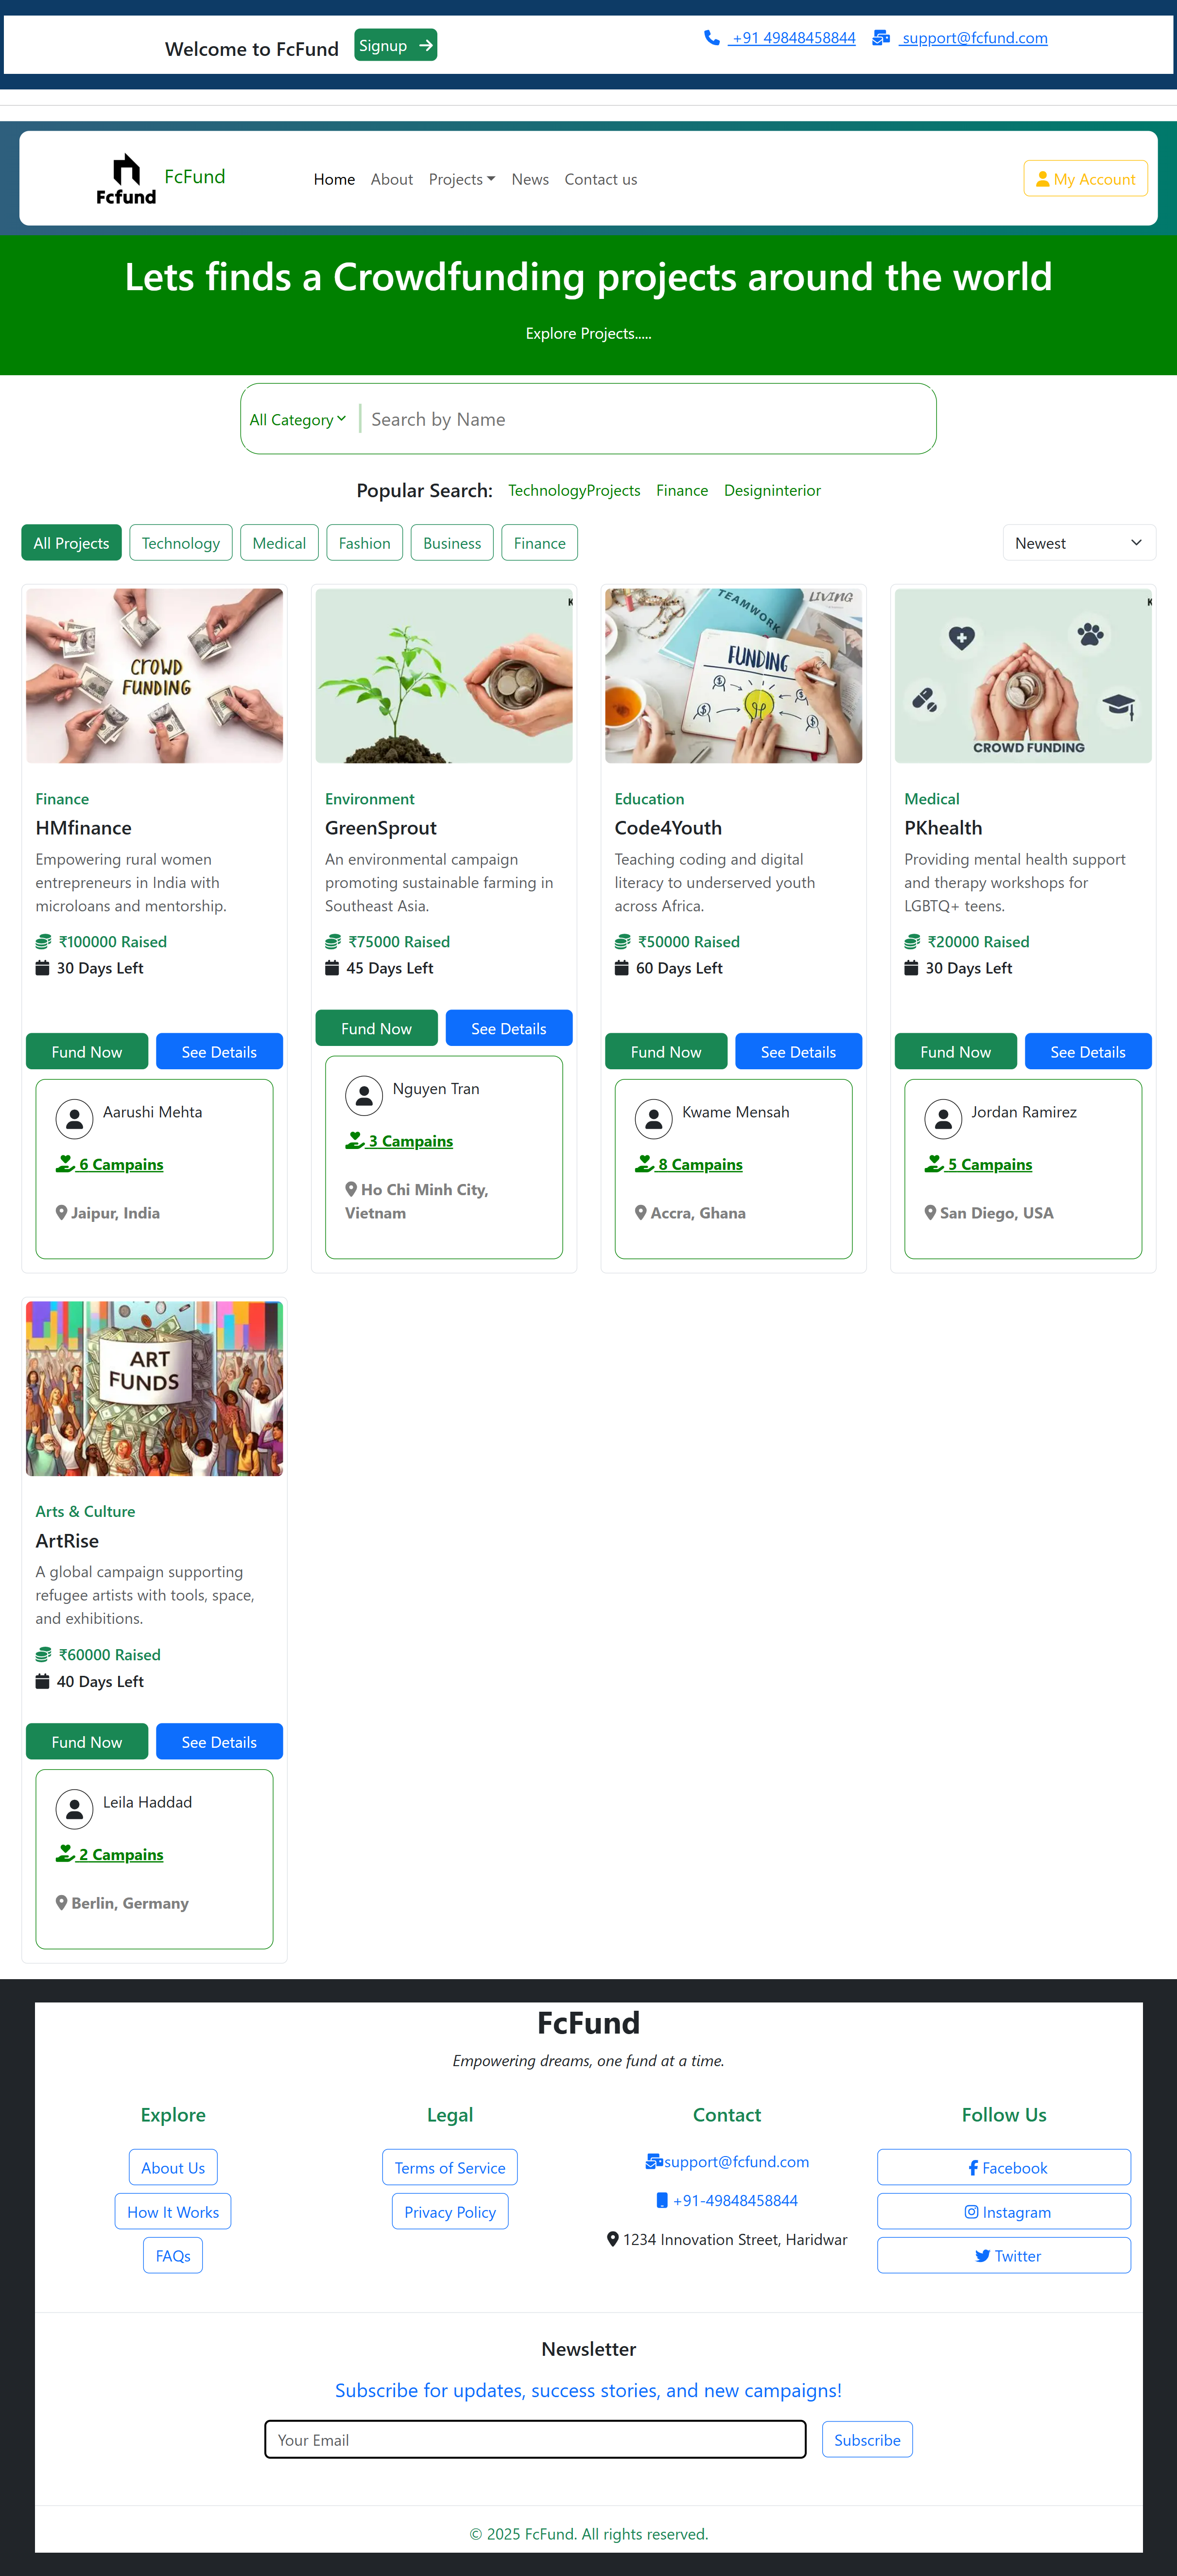 Welcome to FcFund
Signup
+91 49848458844
support@fcfund.com
Fcfund
FcFund
Home
About
Projects
News
Contact us
My Account
Lets finds a Crowdfunding projects around the world
Explore Projects.....
All Category
Search by Name
Popular Search:
TechnologyProjects
Finance
Designinterior
All Projects
Technology
Medical
Fashion
Business
Finance
Newest
CROWD
FUNDING
Finance
HMfinance
Empowering rural women
entrepreneurs in India with
microloans and mentorship.
₹100000 Raised
30 Days Left
Fund Now
See Details
Aarushi Mehta
6 Campains
Jaipur, India
K
Environment
GreenSprout
An environmental campaign
promoting sustainable farming in
Southeast Asia.
₹75000 Raised
45 Days Left
Fund Now
See Details
Nguyen Tran
3 Campains
Ho Chi Minh City,
Vietnam
TEAMWORK
LIVING
FUNDING
Education
Code4Youth
Teaching coding and digital
literacy to underserved youth
across Africa.
₹50000 Raised
60 Days Left
Fund Now
See Details
Kwame Mensah
8 Campains
Accra, Ghana
K
CROWD FUNDING
Medical
PKhealth
Providing mental health support
and therapy workshops for
LGBTQ+ teens.
₹20000 Raised
30 Days Left
Fund Now
See Details
Jordan Ramirez
5 Campains
San Diego, USA
ART
FUNDS
Arts & Culture
ArtRise
A global campaign supporting
refugee artists with tools, space,
and exhibitions.
₹60000 Raised
40 Days Left
Fund Now
See Details
Leila Haddad
2 Campains
Berlin, Germany
FcFund
Empowering dreams, one fund at a time.
Explore
About Us
How It Works
FAQs
Legal
Terms of Service
Privacy Policy
Contact
support@fcfund.com
+91-49848458844
1234 Innovation Street, Haridwar
Follow Us
Facebook
Instagram
Twitter
Newsletter
Subscribe for updates, success stories, and new campaigns!
Your Email
Subscribe
© 2025 FcFund. All rights reserved.